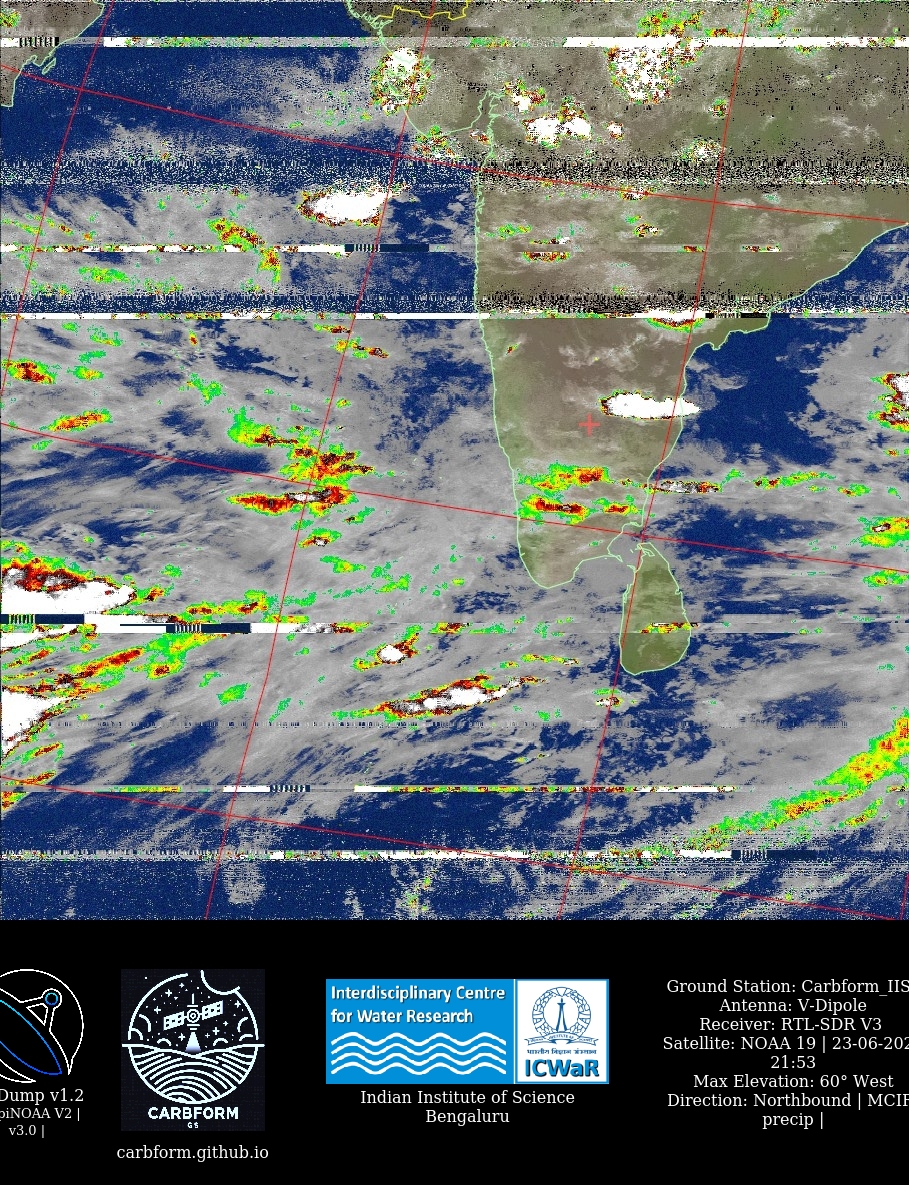 Dump v1.2
piNOAA V2 |
v3.0 |
CARBFORM
GS
carbform.github.io
Interdisciplinary Centre
for Water Research
भारतीय विज्ञान संस्थान
ICWaR
Indian Institute of Science
Bengaluru
Ground Station: Carbform_IIS
Antenna: V-Dipole
Receiver: RTL-SDR V3
Satellite: NOAA 19 | 23-06-202
21:53
Max Elevation: 60° West
Direction: Northbound | MCIR
precip |